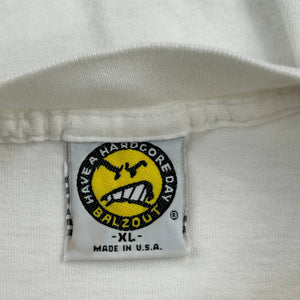 HAVE A HARDCORE DAY
BALZOUT
®
-XL-
MADE IN U.S.A.